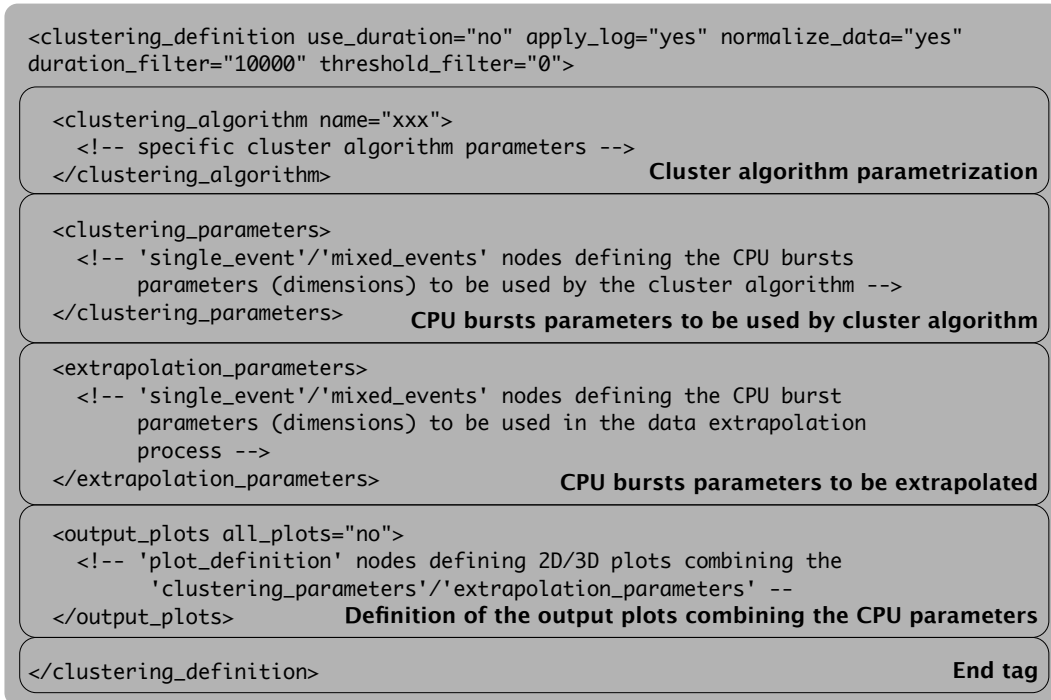 <clustering_definition use_duration="no" apply_log="yes" normalize_data="yes"
duration_filter="10000" threshold_filter="0">
<clustering_algorithm name="xxx">
<!-- specific cluster algorithm parameters -->
</clustering_algorithm>
Cluster algorithm parametrization
<clustering_parameters>
<!-- 'single_event'/'mixed_events' nodes defining the CPU bursts
parameters (dimensions) to be used by the cluster algorithm -->
</clustering_parameters>
CPU bursts parameters to be used by cluster algorithm
<extrapolation_parameters>
<!-- 'single_event'/'mixed_events' nodes defining the CPU burst
parameters (dimensions) to be used in the data extrapolation
process -->
</extrapolation_parameters>
CPU bursts parameters to be extrapolated
<output_plots all_plots="no">
<!-- 'plot_definition' nodes defining 2D/3D plots combining the
'clustering_parameters'/'extrapolation_parameters' --
</output_plots>
Definition of the output plots combining the CPU parameters
</clustering_definition>
End tag